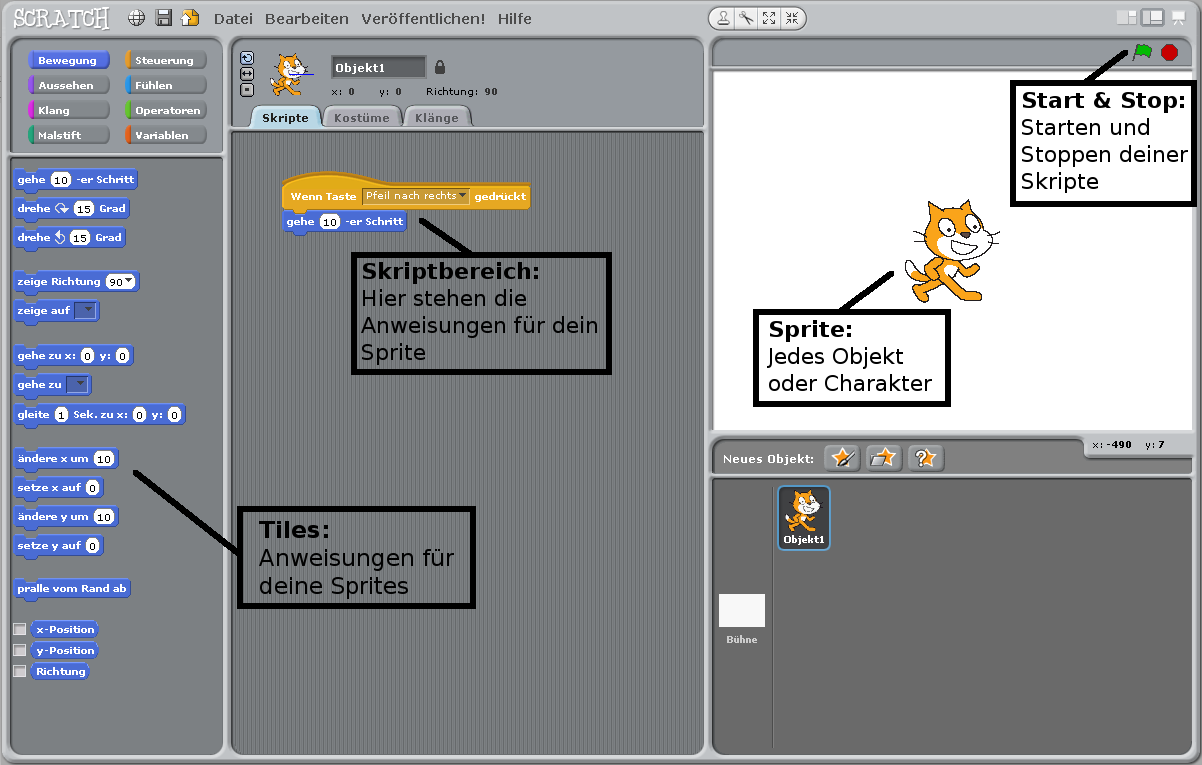 SCRATCH Datei Bearbeiten Veröffentlichen! Hilfe
Bewegung Steuerung
Aussehen Fühlen
Klang Operatoren
Malstift Variablen
gehe 10 -er Schritt
drehe 15 Grad
drehe 15 Grad
zeige Richtung 90
zeige auf
gehe zu x: 0 y: 0
gehe zu
gleite 1 Sek. zu x: 0 y: 0
ändere x um 10
setze x auf 0
ändere y um 10
setze y auf 0
pralle vom Rand ab
x-Position
y-Position
Richtung
Objekt1
x: 0 y: 0 Richtung: 90
Skripte Kostüme Klänge
Wenn Taste Pfeil nach rechts gedrückt
gehe 10 -er Schritt
Skriptbereich:
Hier stehen die
Anweisungen für dein
Sprite
Tiles:
Anweisungen für
deine Sprites
Start & Stop:
Starten und
Stoppen deiner
Skripte
Sprite:
Jedes Objekt
oder Charakter
x: -490 y: 7
Neues Objekt:
Objekt1
Bühne